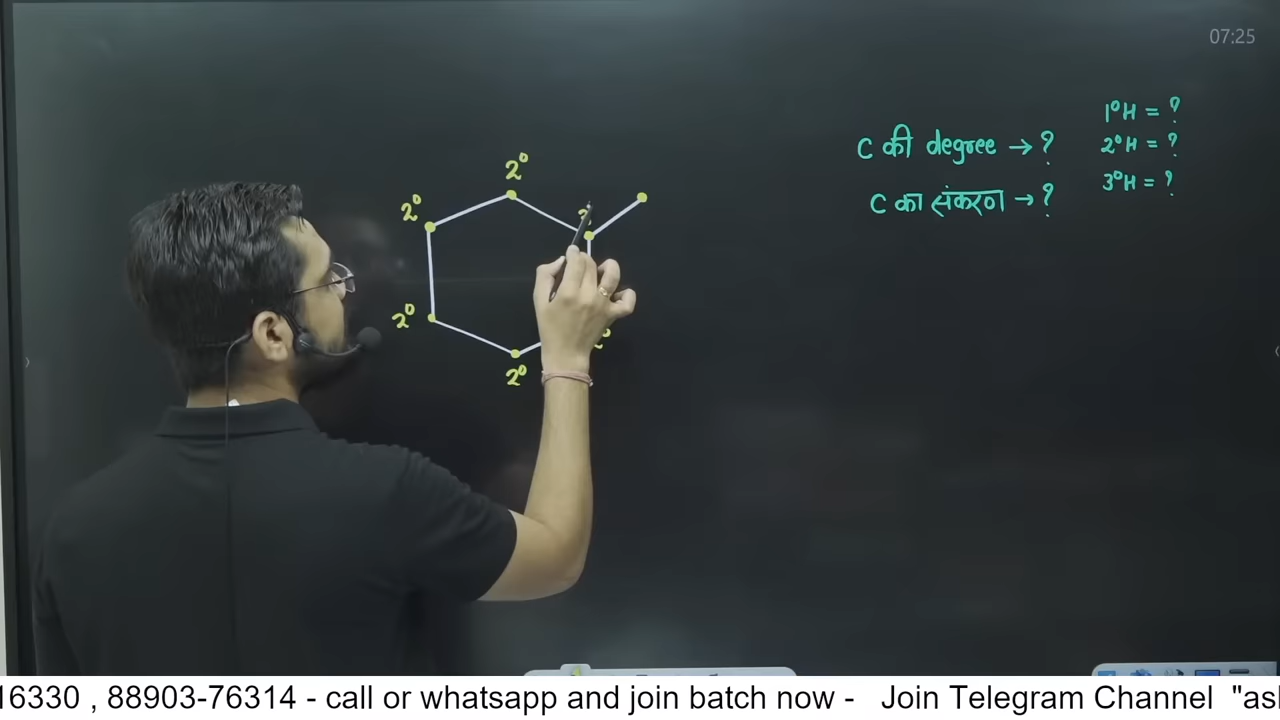 07:25
1°H = ?
C की degree → ?
2°H = ?
C का संकरण → ?
3°H = ?
2°
2°
2°
2°
16330 , 88903-76314 - call or whatsapp and join batch now - Join Telegram Channel "asl